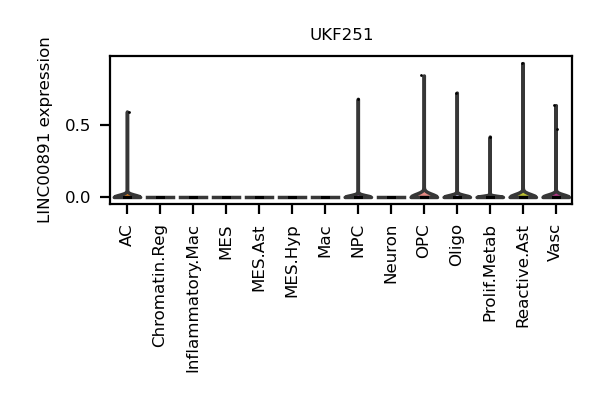 UKF251
LINC00891 expression
0.5
0.0
AC
Chromatin.Reg
Inflammatory.Mac
MES
MES.Ast
MES.Hyp
Mac
NPC
Neuron
OPC
Oligo
Prolif.Metab
Reactive.Ast
Vasc